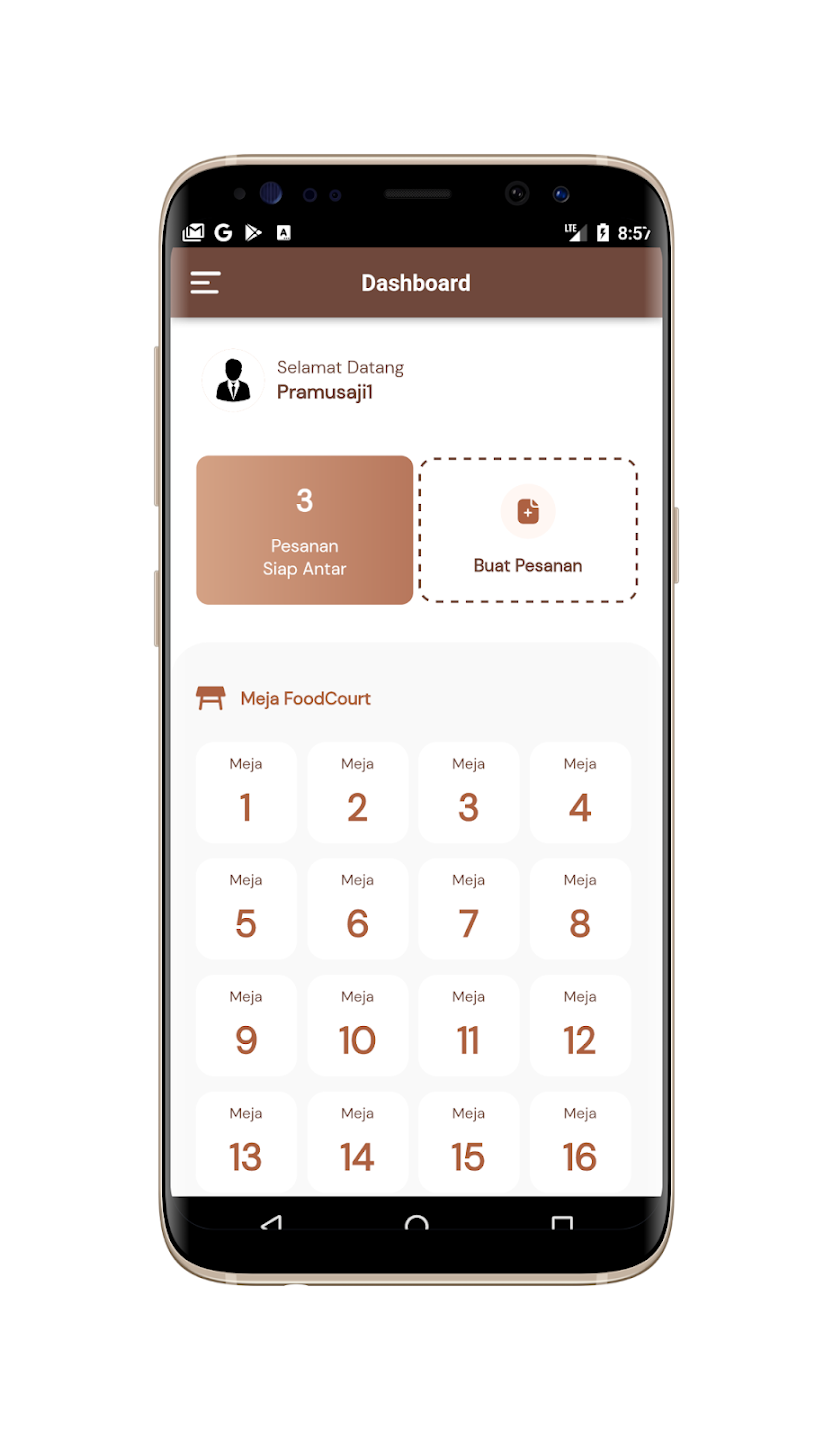 LTE 8:57
Dashboard
Selamat Datang
Pramusaji1
3
Pesanan
Siap Antar
Buat Pesanan
Meja FoodCourt
Meja Meja Meja Meja
1 2 3 4
Meja Meja Meja Meja
5 6 7 8
Meja Meja Meja Meja
9 10 11 12
Meja Meja Meja Meja
13 14 15 16